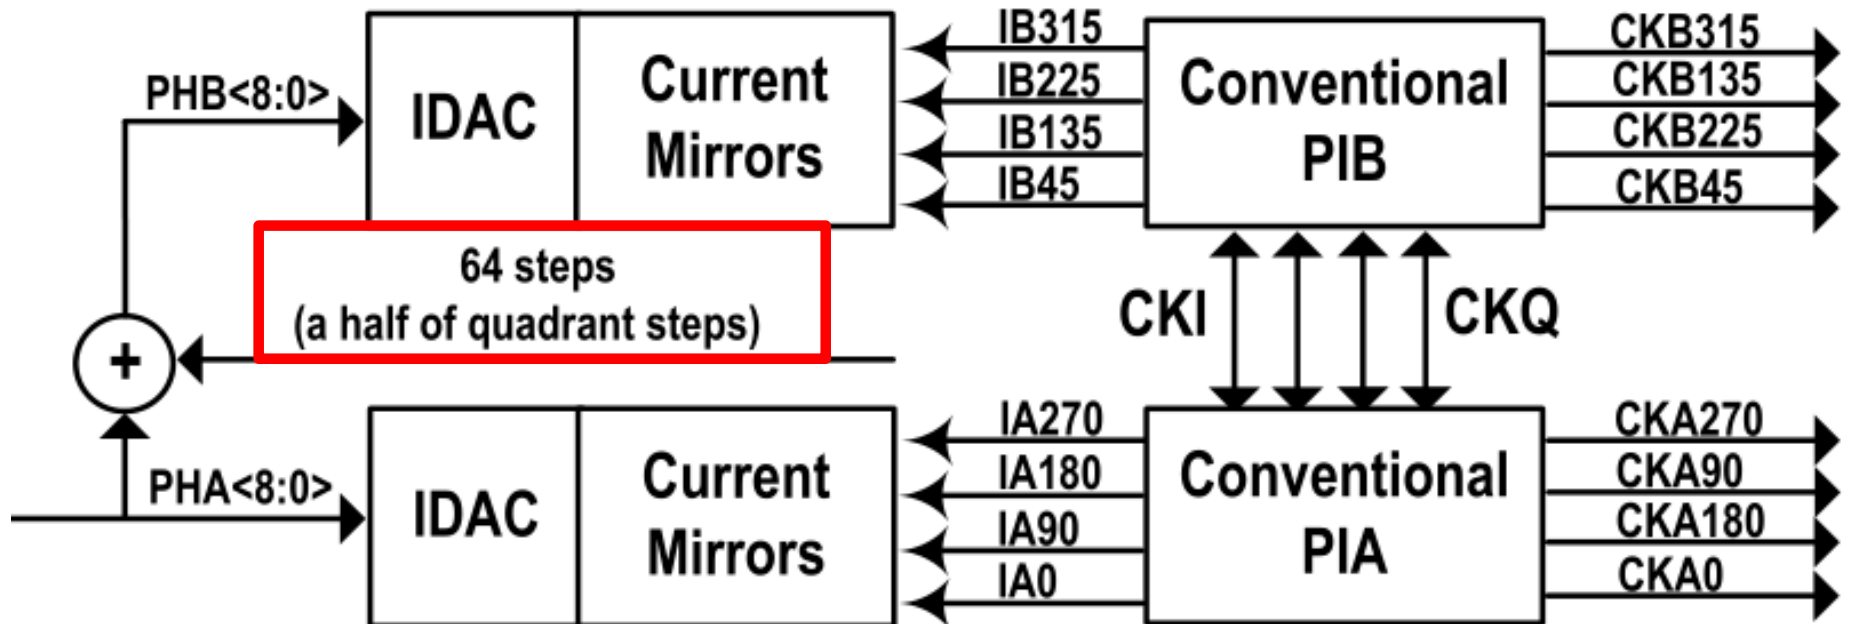 PHB<8:0>
IDAC
Current
Mirrors
IB315
IB225
IB135
IB45
Conventional
PIB
CKB315
CKB135
CKB225
CKB45
64 steps
(a half of quadrant steps)
+
CKI
CKQ
PHA<8:0>
IDAC
Current
Mirrors
IA270
IA180
IA90
IA0
Conventional
PIA
CKA270
CKA90
CKA180
CKA0